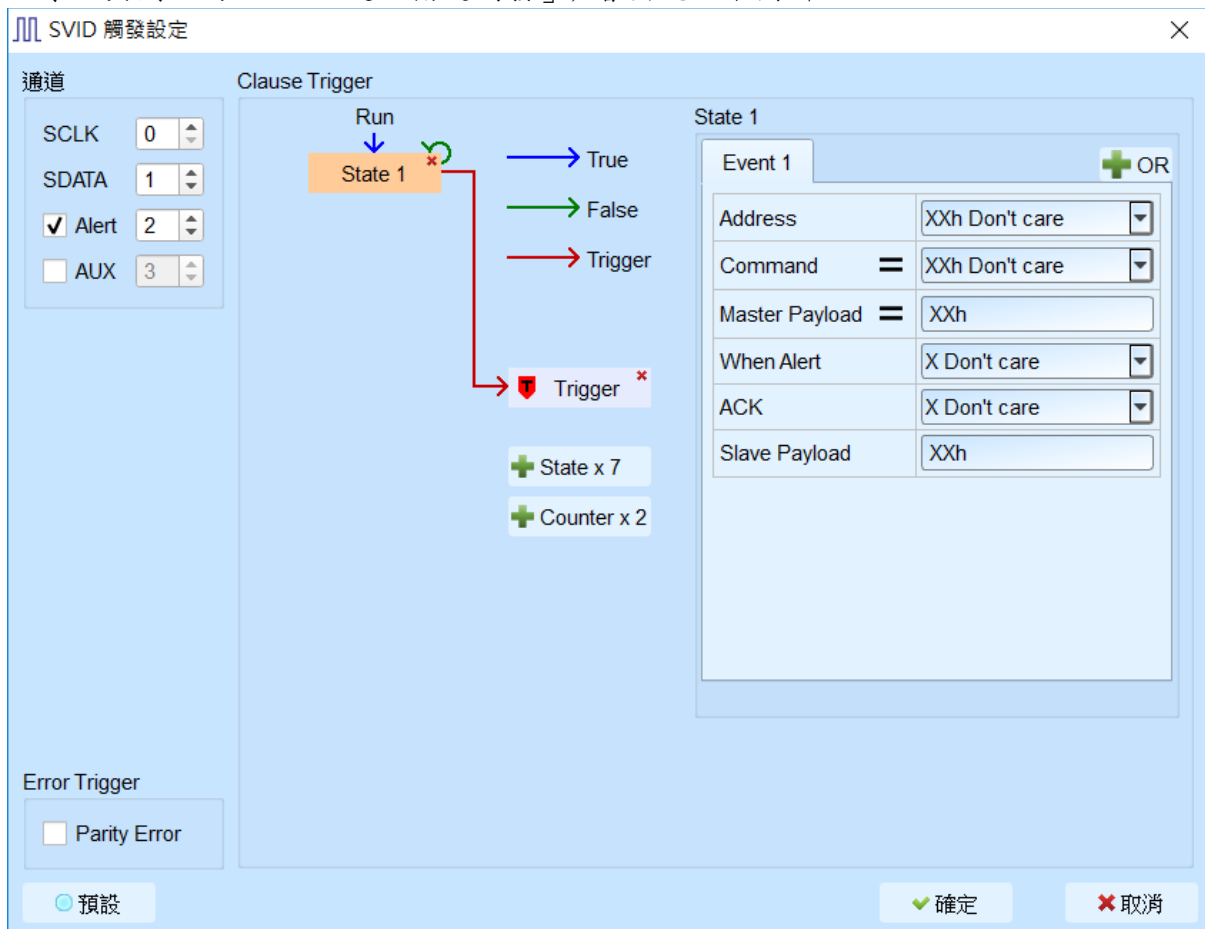 SVID 觸發設定
通道
SCLK 0
SDATA 1
Alert 2
AUX 3
Clause Trigger
Run
State 1
True
False
Trigger
T Trigger
State x 7
Counter x 2
State 1
Event 1
OR
Address XXh Don't care
Command = XXh Don't care
Master Payload = XXh
When Alert X Don't care
ACK X Don't care
Slave Payload XXh
Error Trigger
Parity Error
預設
確定
取消